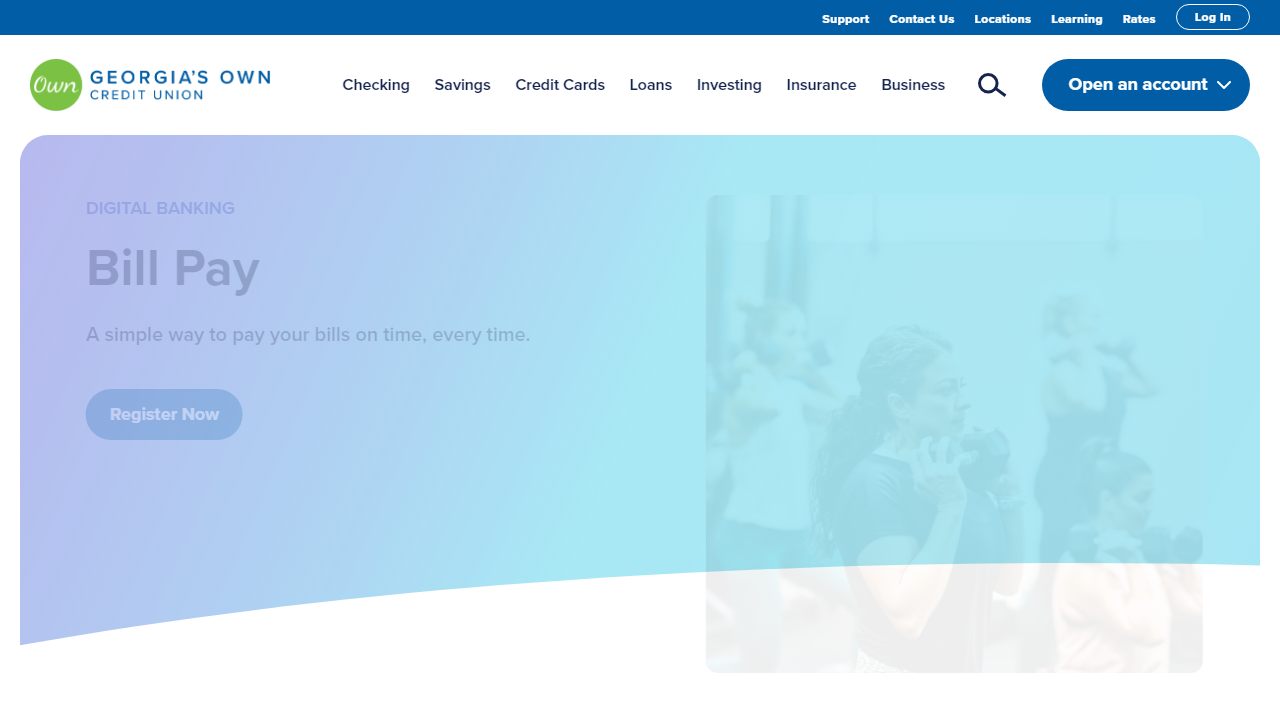 Support Contact Us Locations Learning Rates Log In
Own GEORGIA'S OWN
CREDIT UNION
Checking Savings Credit Cards Loans Investing Insurance Business Open an account
DIGITAL BANKING
Bill Pay
A simple way to pay your bills on time, every time.
Register Now